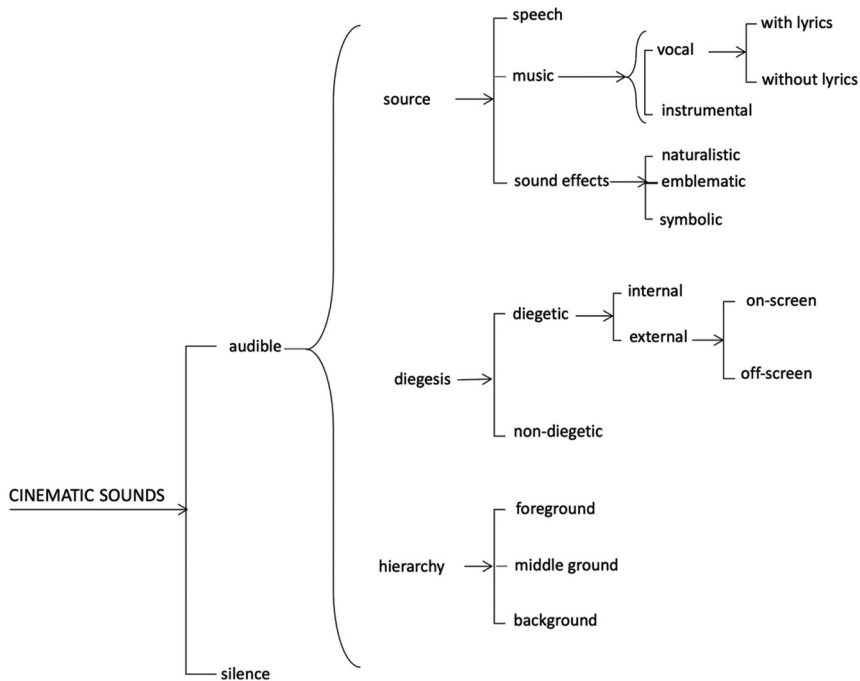 speech
with lyrics
vocal
source
music
without lyrics
instrumental
naturalistic
sound effects
emblematic
symbolic
internal
on-screen
diegetic
external
audible
diegesis
off-screen
non-diegetic
CINEMATIC SOUNDS
foreground
hierarchy
middle ground
background
silence